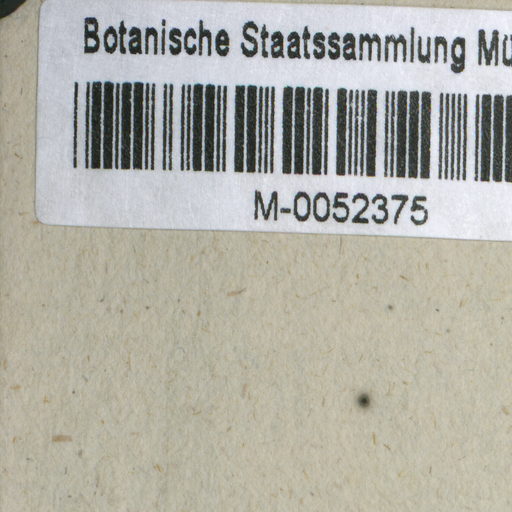 Botanische Staatssammlung Mü
M-0052375